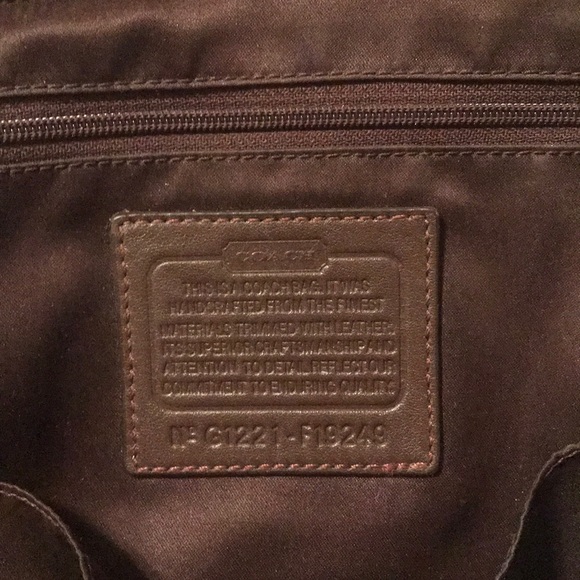 COACH
THIS IS A COACH BAG. IT WAS
HANDCRAFTED FROM THE FINEST
MATERIALS TRIMMED WITH LEATHER.
ITS SUPERIOR CRAFTSMANSHIP AND
ATTENTION TO DETAIL REFLECT OUR
COMMITMENT TO ENDURING QUALITY.
Nº G1221-F19249